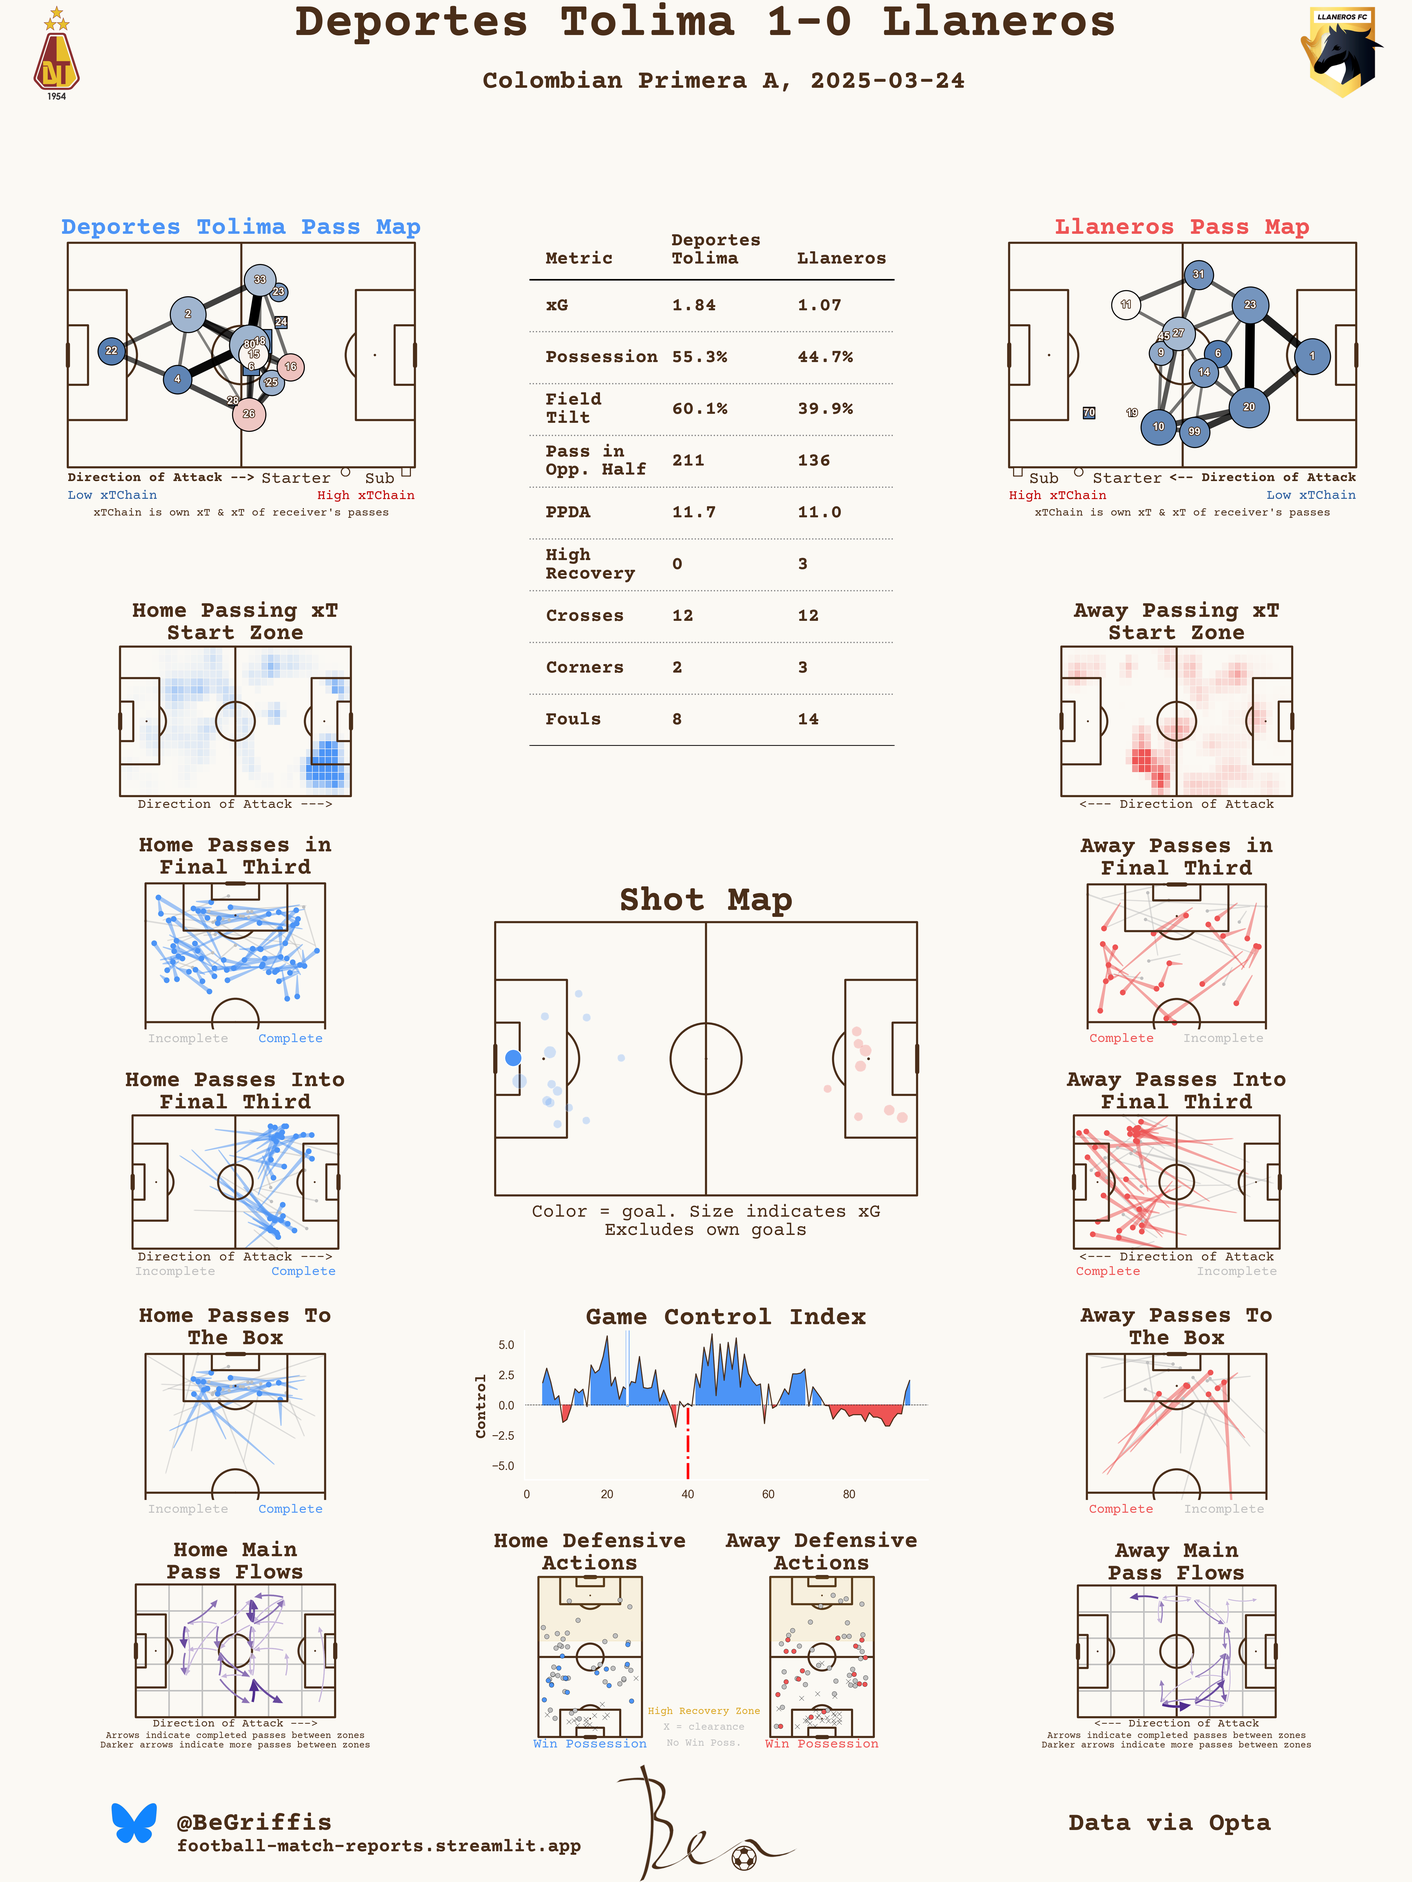 Deportes Tolima 1-0 Llaneros
Colombian Primera A, 2025-03-24
1954
LLANEROS FC
Deportes Tolima Pass Map
33
23
2
24
80
18
22
15
6
16
4
25
28
26
Direction of Attack --> Starter Sub
Low xTChain High xTChain
xTChain is own xT & xT of receiver's passes
Metric Deportes Tolima Llaneros
xG 1.84 1.07
Possession 55.3% 44.7%
Field Tilt 60.1% 39.9%
Pass in Opp. Half 211 136
PPDA 11.7 11.0
High Recovery 0 3
Crosses 12 12
Corners 2 3
Fouls 8 14
Llaneros Pass Map
31
11
23
45
27
9
6
1
14
70
19
20
10
99
Sub Starter <-- Direction of Attack
High xTChain Low xTChain
xTChain is own xT & xT of receiver's passes
Home Passing xT
Start Zone
Direction of Attack --->
Away Passing xT
Start Zone
<--- Direction of Attack
Home Passes in
Final Third
Incomplete Complete
Away Passes in
Final Third
Complete Incomplete
Shot Map
Color = goal. Size indicates xG
Excludes own goals
Home Passes Into
Final Third
Direction of Attack --->
Incomplete Complete
Away Passes Into
Final Third
<--- Direction of Attack
Complete Incomplete
Home Passes To
The Box
Incomplete Complete
Game Control Index
Control
5.0
2.5
0.0
−2.5
−5.0
0 20 40 60 80
Away Passes To
The Box
Complete Incomplete
Home Main
Pass Flows
Direction of Attack --->
Arrows indicate completed passes between zones
Darker arrows indicate more passes between zones
Home Defensive
Actions
Win Possession
High Recovery Zone
X = clearance
No Win Poss.
Away Defensive
Actions
Win Possession
Away Main
Pass Flows
<--- Direction of Attack
Arrows indicate completed passes between zones
Darker arrows indicate more passes between zones
@BeGriffis
football-match-reports.streamlit.app
Ben
Data via Opta